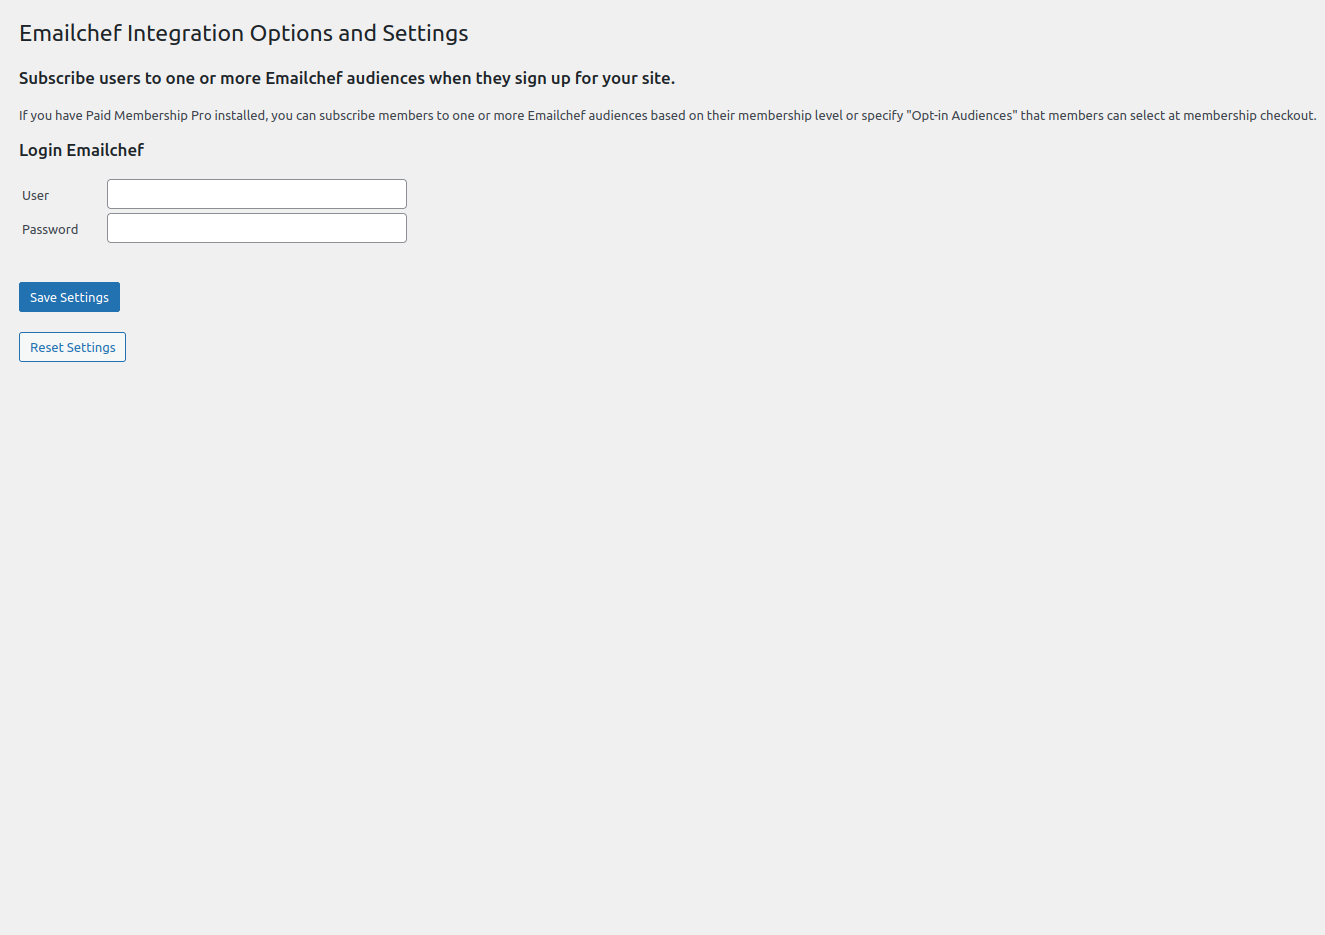 Emailchef Integration Options and Settings
Subscribe users to one or more Emailchef audiences when they sign up for your site.
If you have Paid Membership Pro installed, you can subscribe members to one or more Emailchef audiences based on their membership level or specify "Opt-in Audiences" that members can select at membership checkout.
Login Emailchef
User
Password
Save Settings
Reset Settings